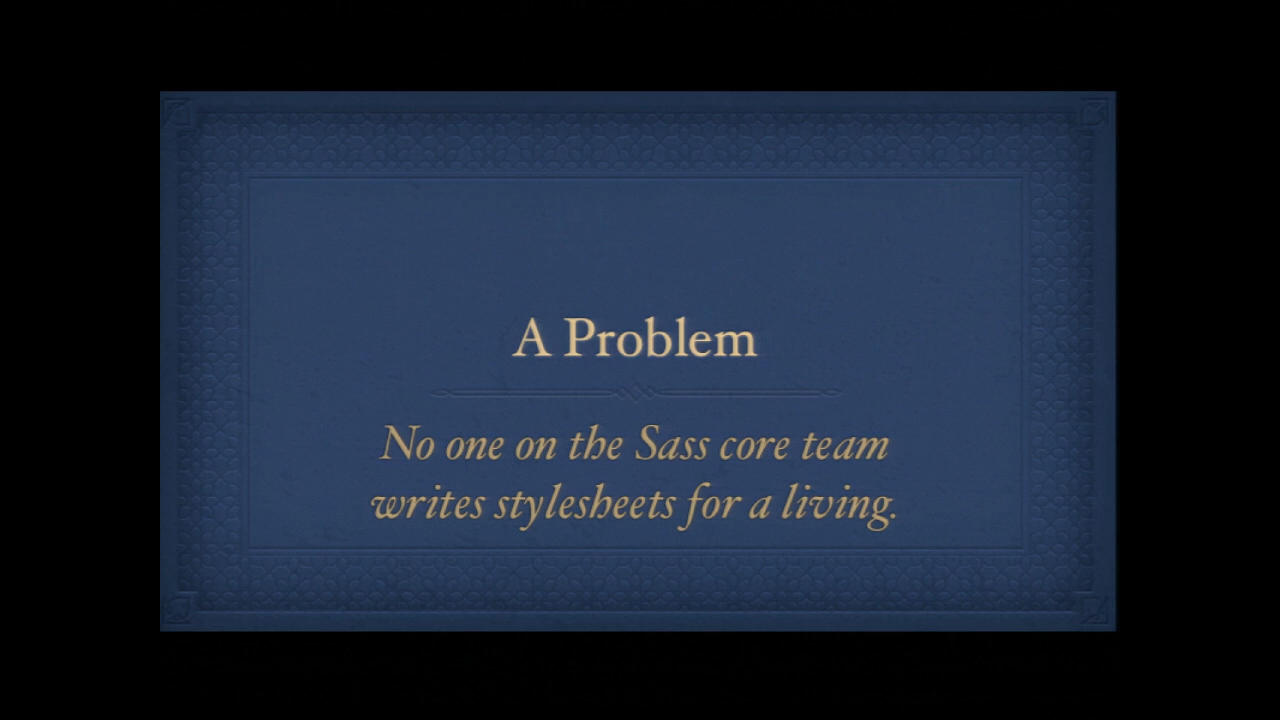 A Problem
No one on the Sass core team
writes stylesheets for a living.